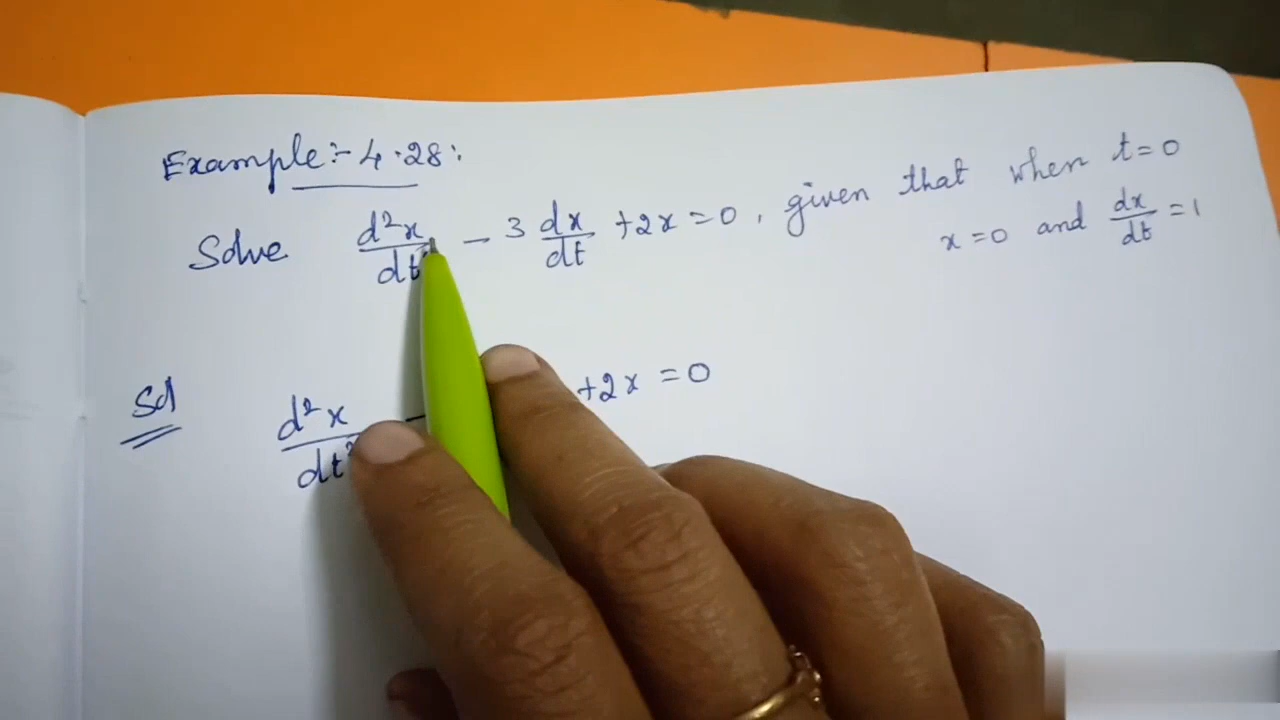 Example:- 4.28:
Solve d²x/dt² - 3 dx/dt + 2x = 0, given that when t=0
x=0 and dx/dt = 1
Sol
d²x/dt² - +2x = 0